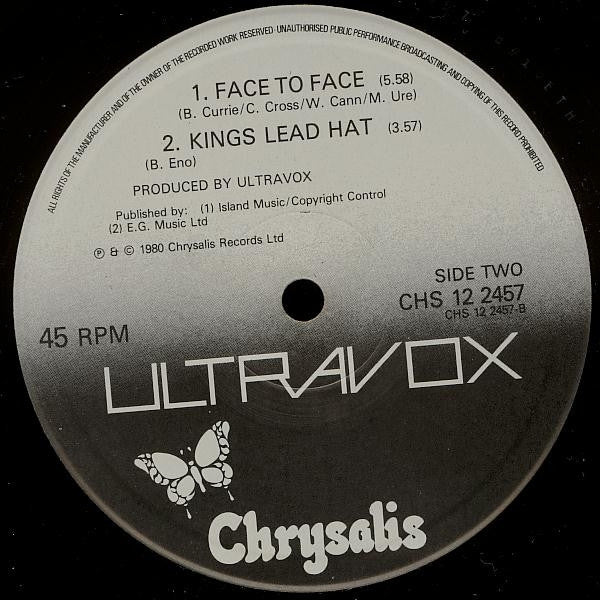 ALL RIGHTS OF THE MANUFACTURER AND OF THE OWNER OF THE RECORDED WORK RESERVED · UNAUTHORISED PUBLIC PERFORMANCE BROADCASTING AND COPYING OF THIS RECORD PROHIBITED
1. FACE TO FACE (5.58)
(B. Currie/C. Cross/W. Cann/M. Ure)
2. KINGS LEAD HAT (3.57)
(B. Eno)
PRODUCED BY ULTRAVOX
Published by: (1) Island Music/Copyright Control
(2) E.G. Music Ltd
℗ & © 1980 Chrysalis Records Ltd
SIDE TWO
CHS 12 2457
CHS 12 2457-B
45 RPM
ULTRAVOX
Chrysalis